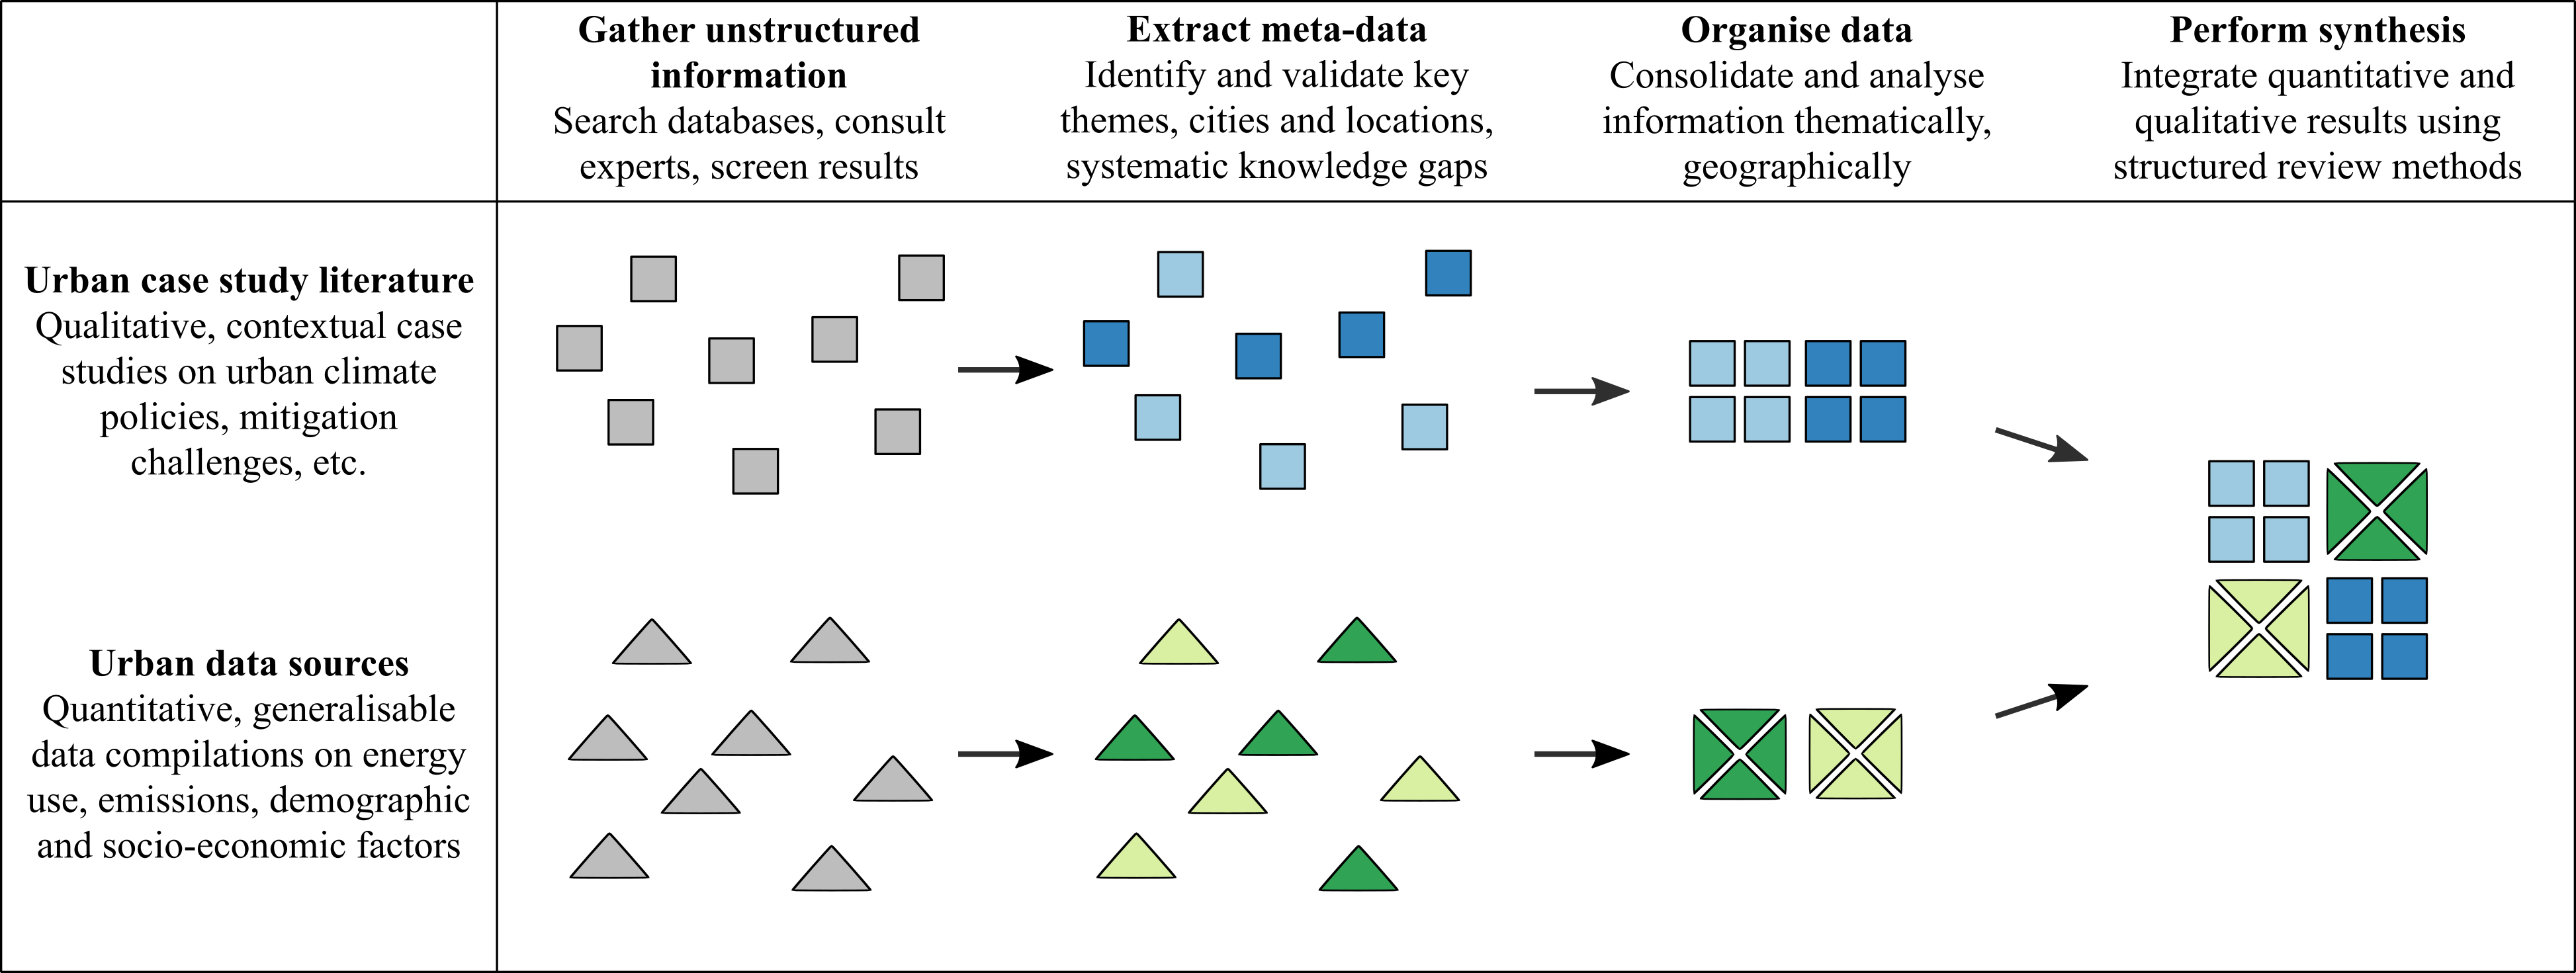 Gather unstructured
information
Search databases, consult
experts, screen results
Extract meta-data
Identify and validate key
themes, cities and locations,
systematic knowledge gaps
Organise data
Consolidate and analyse
information thematically,
geographically
Perform synthesis
Integrate quantitative and
qualitative results using
structured review methods
Urban case study literature
Qualitative, contextual case
studies on urban climate
policies, mitigation
challenges, etc.
Urban data sources
Quantitative, generalisable
data compilations on energy
use, emissions, demographic
and socio-economic factors